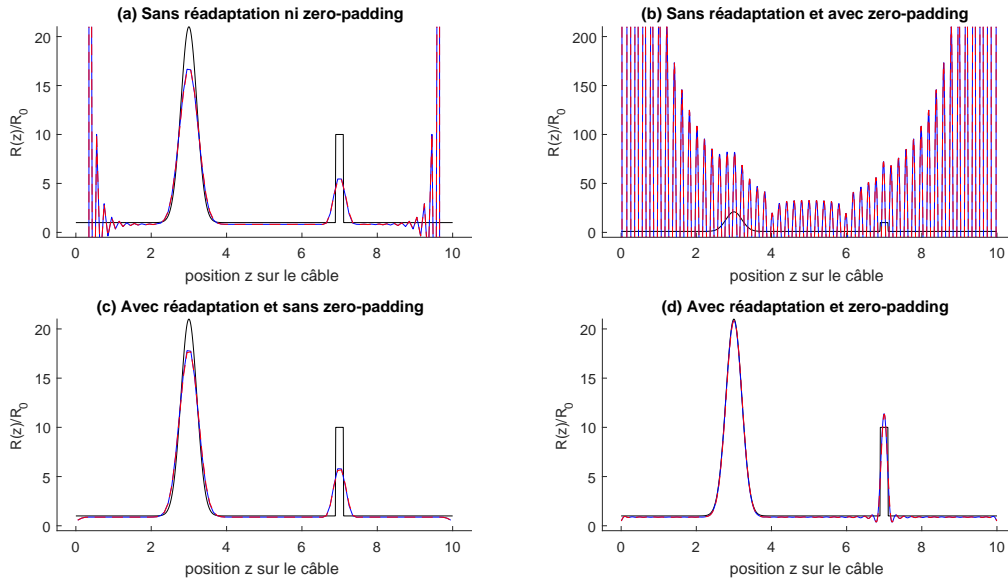 (a) Sans réadaptation ni zero-padding
20
15
10
5
0
R(z)/R0
0 2 4 6 8 10
position z sur le câble
(b) Sans réadaptation et avec zero-padding
200
150
100
50
0
R(z)/R0
0 2 4 6 8 10
position z sur le câble
(c) Avec réadaptation et sans zero-padding
20
15
10
5
0
R(z)/R0
0 2 4 6 8 10
position z sur le câble
(d) Avec réadaptation et zero-padding
20
15
10
5
0
R(z)/R0
0 2 4 6 8 10
position z sur le câble